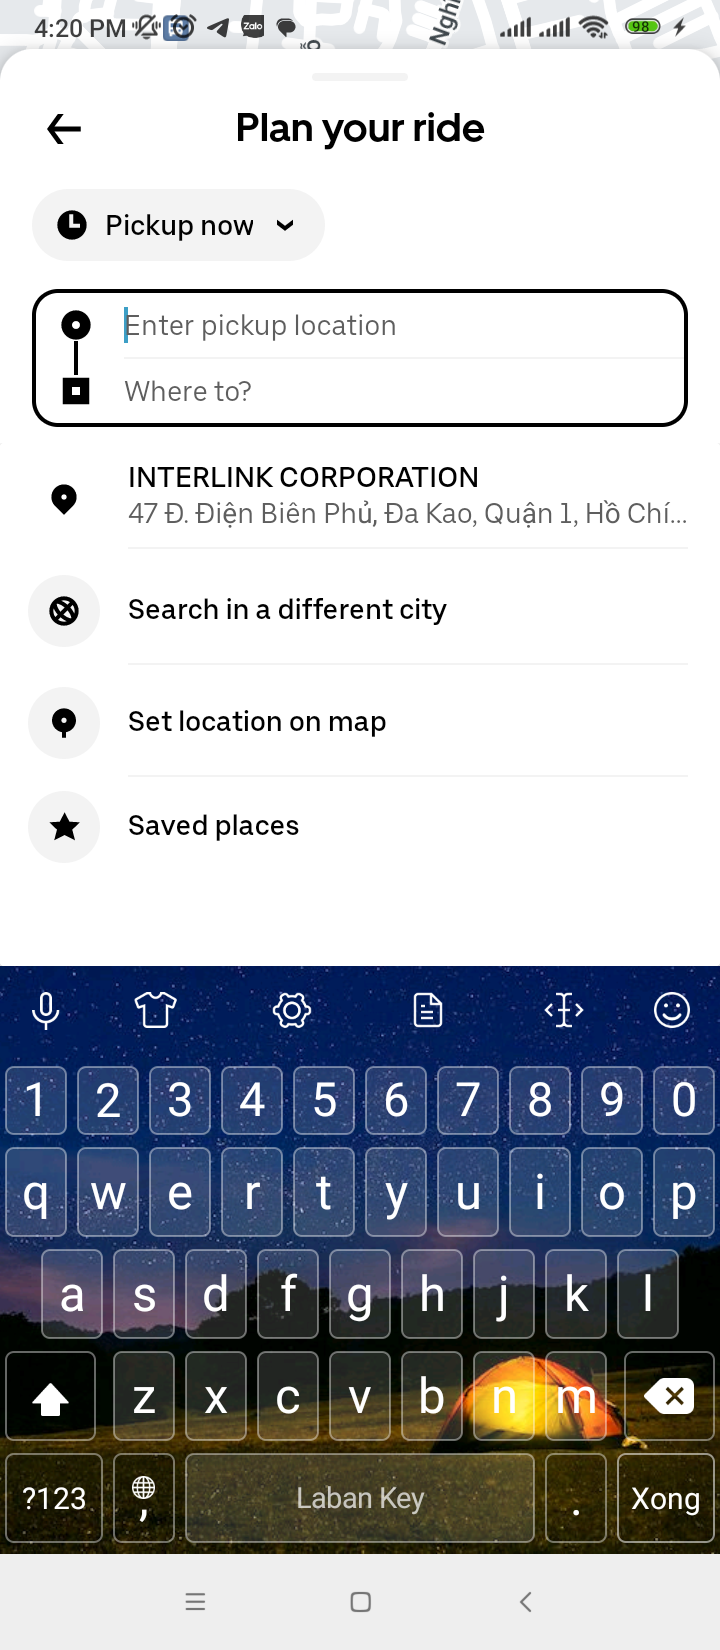 4:20 PM
Zalo
98
Nghi
Plan your ride
Pickup now
Enter pickup location
Where to?
INTERLINK CORPORATION
47 Đ. Điện Biên Phủ, Đa Kao, Quận 1, Hồ Chí...
Search in a different city
Set location on map
Saved places
1 2 3 4 5 6 7 8 9 0
q w e r t y u i o p
a s d f g h j k l
z x c v b n m
?123 , Laban Key . Xong